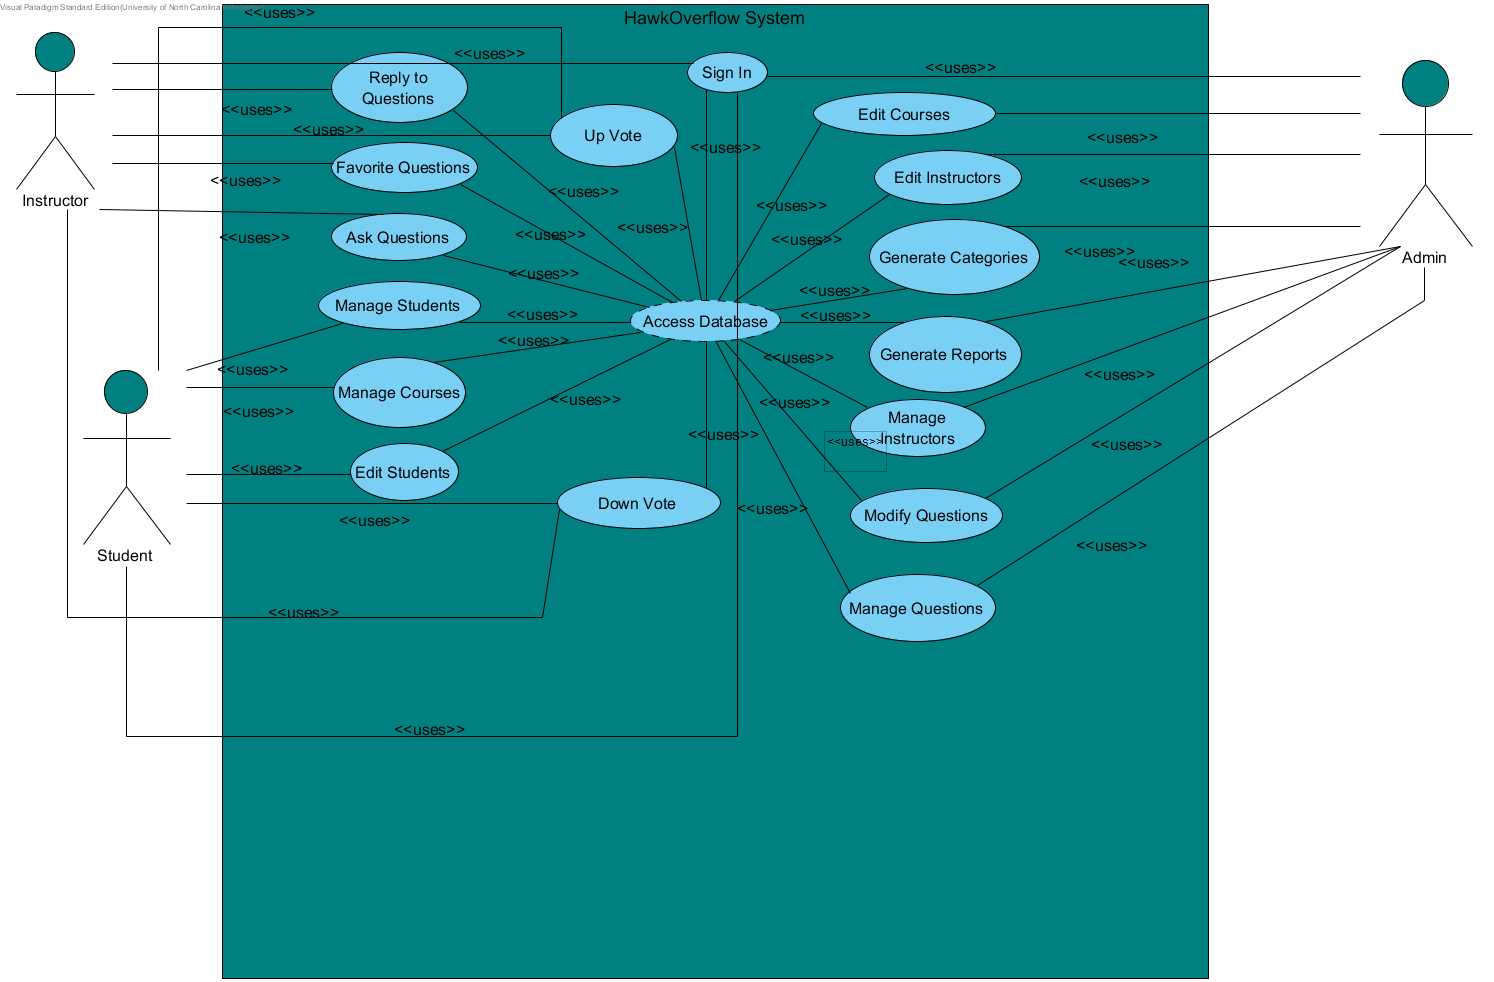 Visual Paradigm Standard Edition(University of North Carolina
HawkOverflow System
<<uses>>
<<uses>>
Sign In
<<uses>>
Reply to
Questions
<<uses>>
Edit Courses
Up Vote
<<uses>>
<<uses>>
<<uses>>
Favorite Questions
Edit Instructors
<<uses>>
<<uses>>
<<uses>>
Instructor
<<uses>>
<<uses>>
Ask Questions
<<uses>>
<<uses>>
<<uses>>
<<uses>>
Generate Categories
<<uses>>
<<uses>>
Admin
<<uses>>
Manage Students
<<uses>>
<<uses>>
<<uses>>
Access Database
<<uses>>
Generate Reports
<<uses>>
<<uses>>
<<uses>>
Manage Courses
<<uses>>
<<uses>>
<<uses>>
Manage
Instructors
<<uses>>
<<uses>>
<<uses>>
<<uses>>
Edit Students
Down Vote
<<uses>>
<<uses>>
Modify Questions
<<uses>>
Student
Manage Questions
<<uses>>
<<uses>>